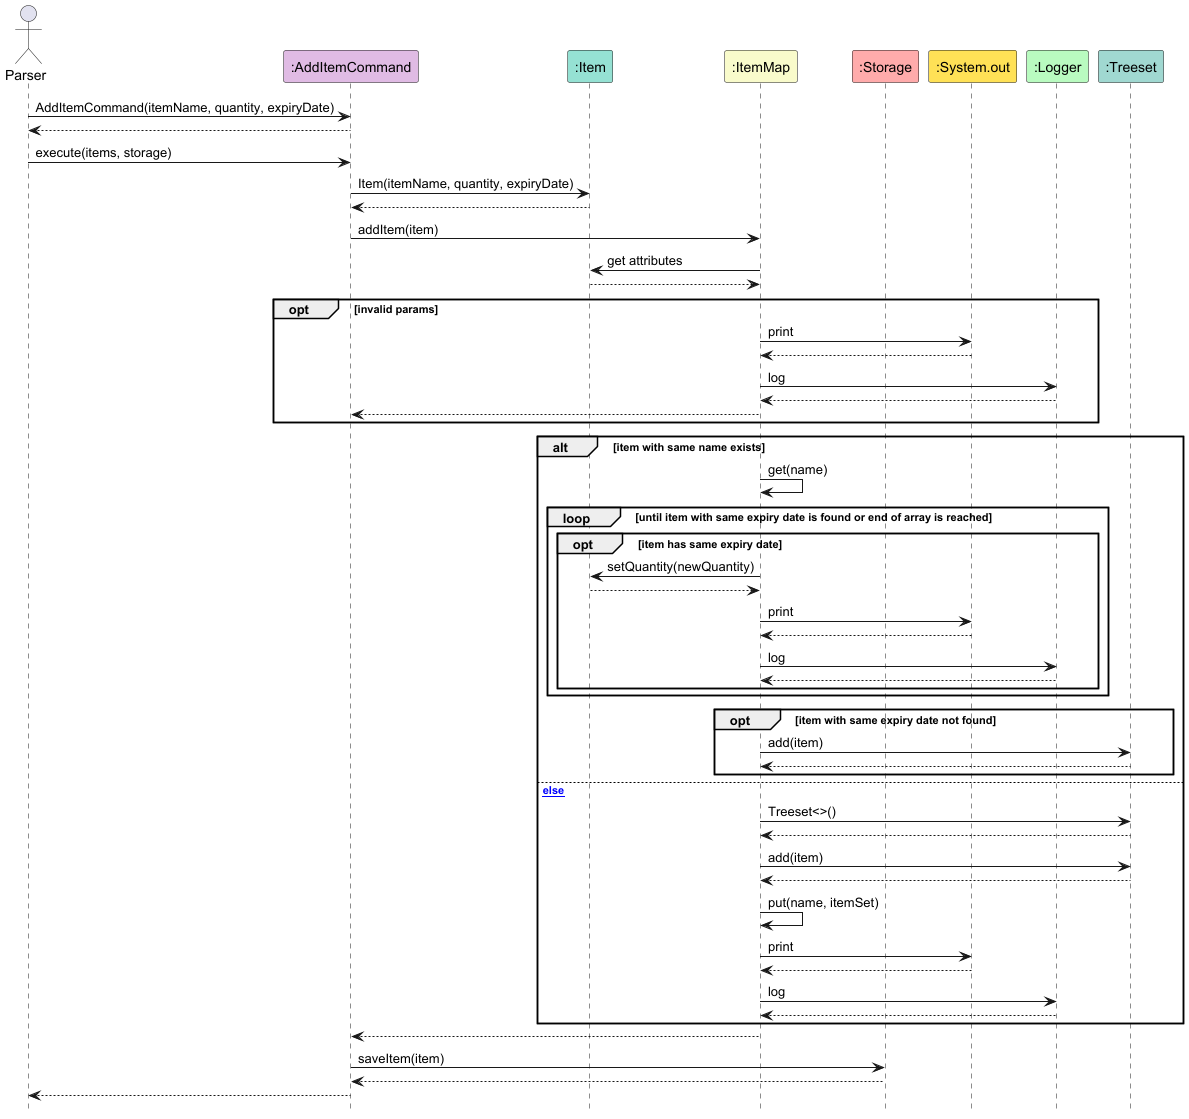 Parser
:AddItemCommand
:Item
:ItemMap
:Storage
:System.out
:Logger
:Treeset
AddItemCommand(itemName, quantity, expiryDate)
execute(items, storage)
Item(itemName, quantity, expiryDate)
addItem(item)
get attributes
opt [invalid params]
print
log
alt [item with same name exists]
get(name)
loop [until item with same expiry date is found or end of array is reached]
opt [item has same expiry date]
setQuantity(newQuantity)
print
log
opt [item with same expiry date not found]
add(item)
else
Treeset<>()
add(item)
put(name, itemSet)
print
log
saveItem(item)